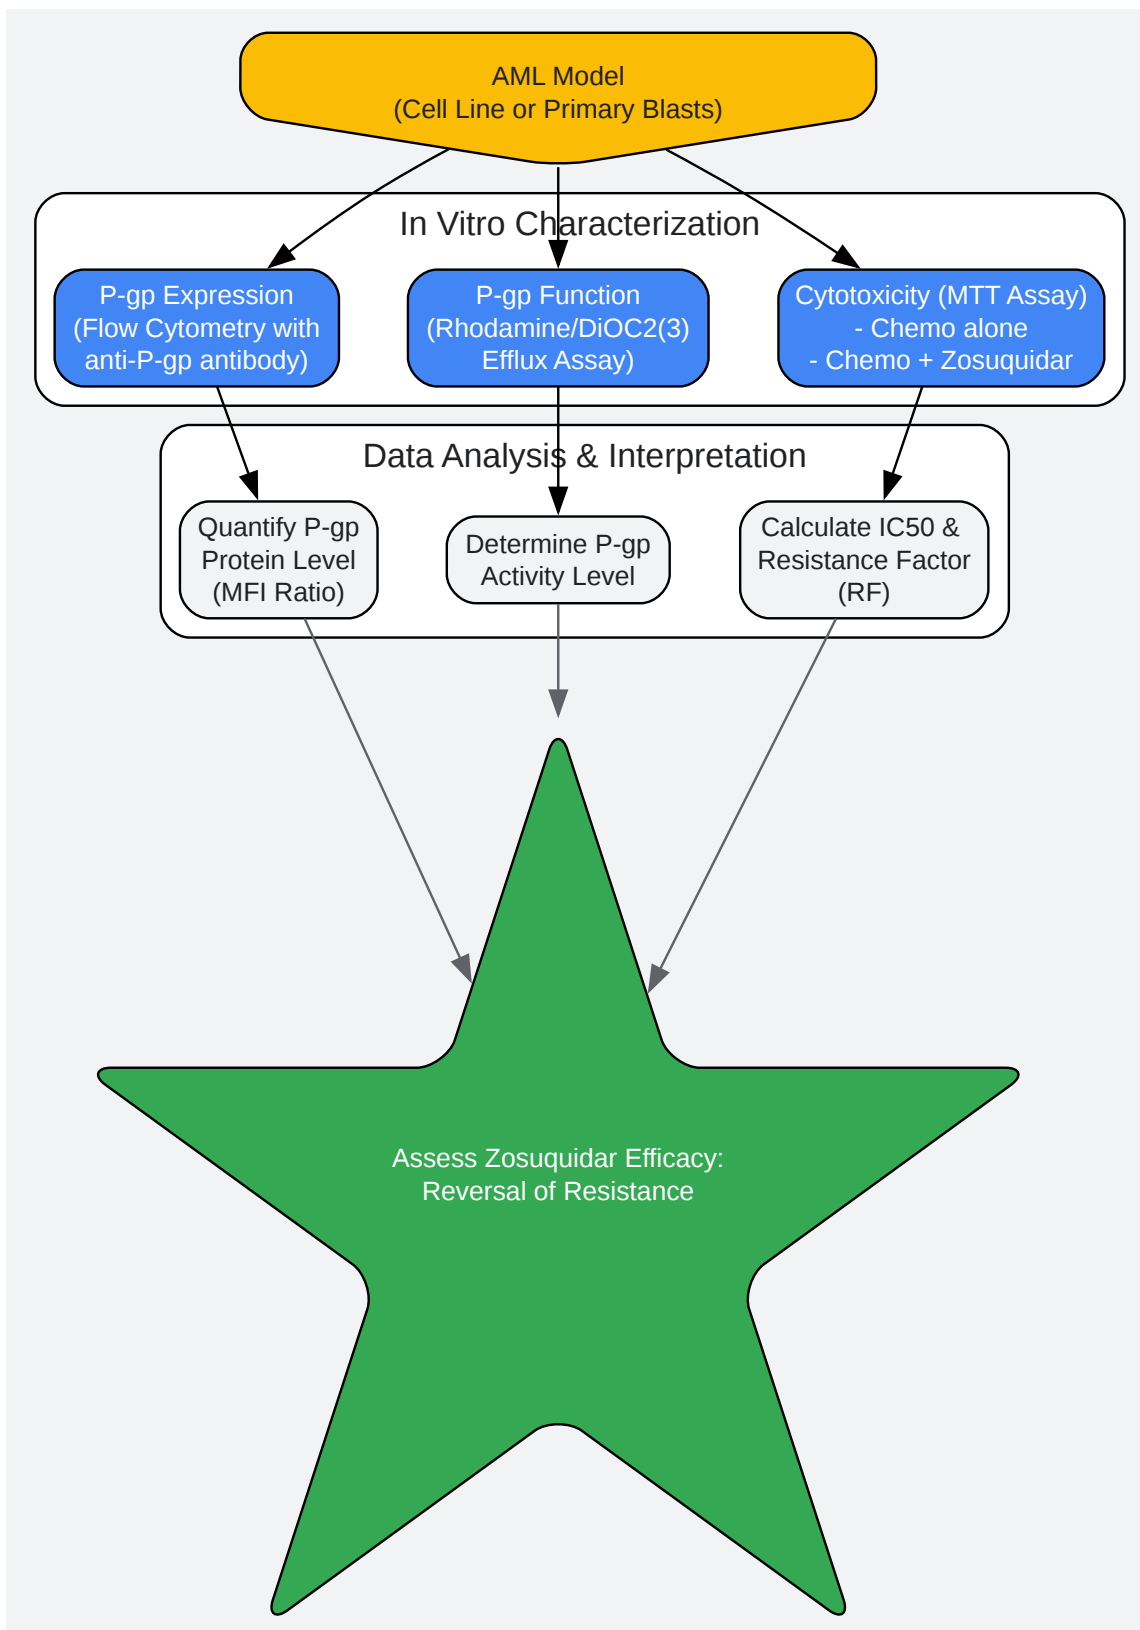 AML Model
(Cell Line or Primary Blasts)
In Vitro Characterization
P-gp Expression
(Flow Cytometry with
anti-P-gp antibody)
P-gp Function
(Rhodamine/DiOC2(3)
Efflux Assay)
Cytotoxicity (MTT Assay)
- Chemo alone
- Chemo + Zosuquidar
Data Analysis & Interpretation
Quantify P-gp
Protein Level
(MFI Ratio)
Determine P-gp
Activity Level
Calculate IC50 &
Resistance Factor
(RF)
Assess Zosuquidar Efficacy:
Reversal of Resistance